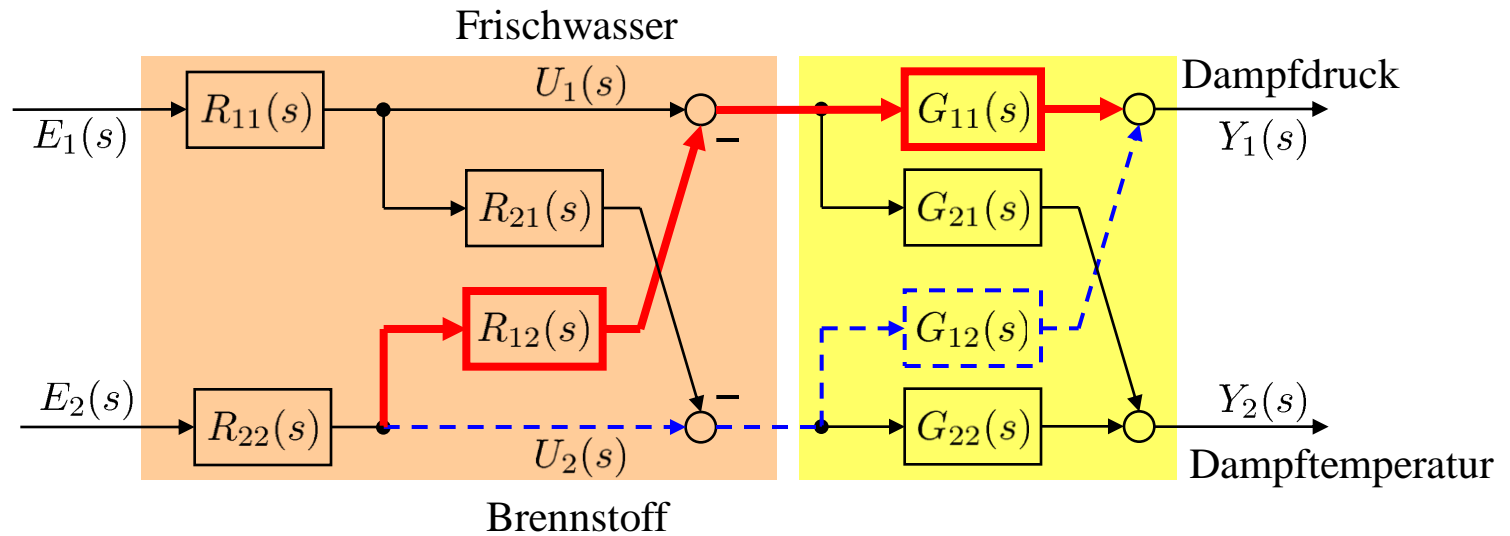 Frischwasser
U₁(s)
Dampfdruck
R₁₁(s)
G₁₁(s)
E₁(s)
Y₁(s)
−
R₂₁(s)
G₂₁(s)
R₁₂(s)
G₁₂(s)
E₂(s)
−
Y₂(s)
R₂₂(s)
G₂₂(s)
U₂(s)
Dampftemperatur
Brennstoff